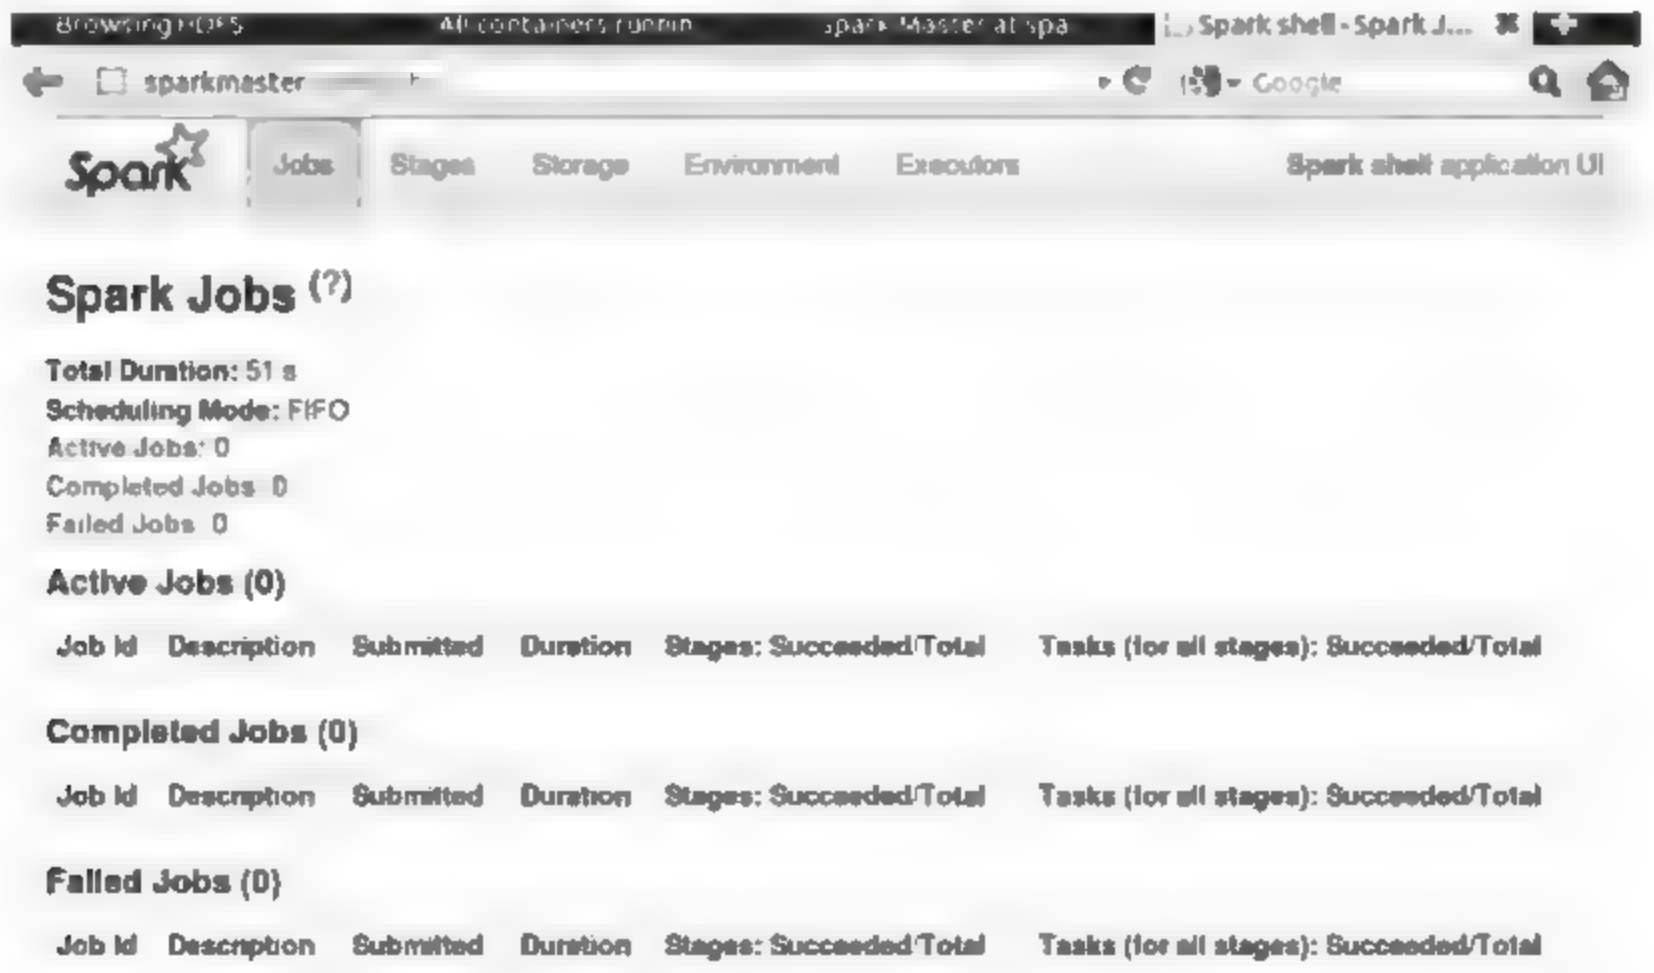 Browsing HDFS All containers runnin Spark Master at spa Spark shell - Spark J...
sparkmaster Google
Spark Jobs Stages Storage Environment Executors Spark shell application UI
Spark Jobs (?)
Total Duration: 51 s
Scheduling Mode: FIFO
Active Jobs: 0
Completed Jobs: 0
Failed Jobs: 0
Active Jobs (0)
Job Id Description Submitted Duration Stages: Succeeded/Total Tasks (for all stages): Succeeded/Total
Completed Jobs (0)
Job Id Description Submitted Duration Stages: Succeeded/Total Tasks (for all stages): Succeeded/Total
Failed Jobs (0)
Job Id Description Submitted Duration Stages: Succeeded/Total Tasks (for all stages): Succeeded/Total